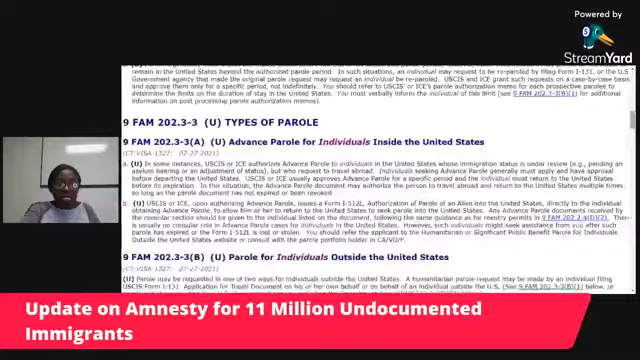 Powered by
StreamYard
remain in the United States beyond the authorized parole period. In such situations, an individual may request to be re-paroled by filing Form I-131, or the U.S
Government agency that made the original parole request may request an individual be re-paroled. USCIS and ICE grant such requests on a case-by-case basis
and approve them only for a specific period, not indefinitely. You should refer to USCIS' or ICE's parole authorization memo for each prospective parolee to
determine the limits on the duration of stay in the United States. You must verbally inform the individual of this limit (see 9 FAM 202.3-3(B)(1) for additional
information on post processing parole authorization memos).
9 FAM 202.3-3 (U) TYPES OF PAROLE
9 FAM 202.3-3(A) (U) Advance Parole for Individuals Inside the United States
(CT:VISA-1327; 07-27-2021)
a. (U) In some instances, USCIS or ICE authorizes Advance Parole to individuals in the United States whose immigration status is under review (e.g., pending an
asylum hearing or an adjustment of status), but who request to travel abroad. Individuals seeking Advance Parole generally must apply and have approval
before departing the United States. USCIS or ICE usually approves Advance Parole for a specific period and the individual must return to the United States
before its expiration. In this situation, the Advance Parole document may authorize the person to travel abroad and return to the United States multiple times
so long as the parole document has not expired or been revoked
b. (U) USCIS or ICE, upon authorizing Advance Parole, issues a Form I-512L, Authorization of Parole of an Alien into the United States, directly to the individual
obtaining Advance Parole, to allow him or her to return to the United States to seek parole into the United States. Any Advance Parole documents received by
the consular section should be given by the individual listed on the document, following the same guidance as for reentry permits in 9 FAM 202.2-4(D)(2). There
is usually no consular role in Advance Parole cases for individuals in the United States. However, such individuals might seek assistance from you after such
parole has expired or the Form I-512L is lost or stolen. You should refer the applicant to the Humanitarian or Significant Public Benefit Parole for Individuals
Outside the United States website or consult with the parole portfolio holder in CA/VO/F.
9 FAM 202.3-3(B) (U) Parole for Individuals Outside the United States
(CT:VISA-1327; 07-27-2021)
a. (U) Parole may be requested in one of two ways for individuals outside the United States. A humanitarian parole request may be made by an individual filing
USCIS Form I-131 Application for Travel Document on his or her own behalf or on behalf of an individual outside the U.S. (See 9 FAM 202.3-3(B)(1) below,
Update on Amnesty for 11 Million Undocumented
Immigrants